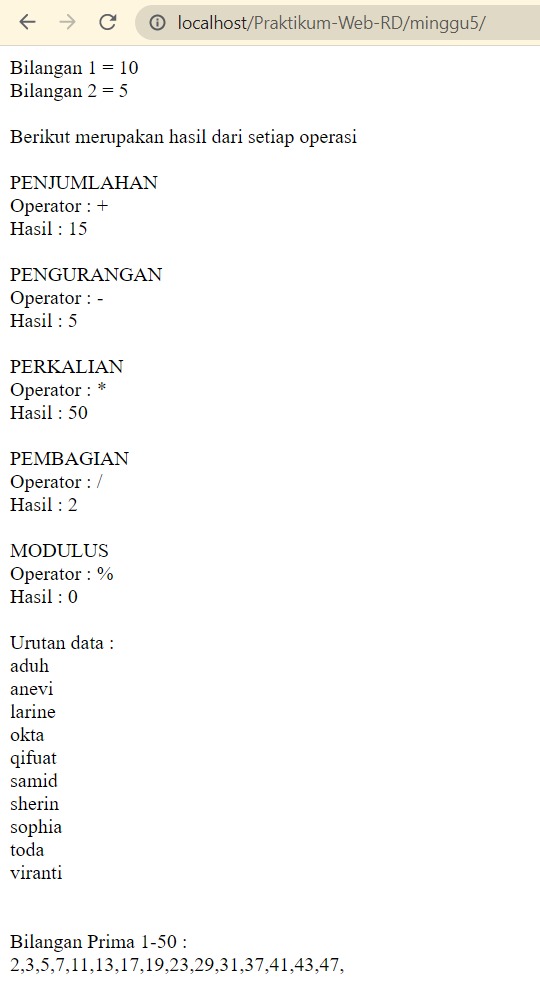 localhost/Praktikum-Web-RD/minggu5/
Bilangan 1 = 10
Bilangan 2 = 5
Berikut merupakan hasil dari setiap operasi
PENJUMLAHAN
Operator : +
Hasil : 15
PENGURANGAN
Operator : -
Hasil : 5
PERKALIAN
Operator : *
Hasil : 50
PEMBAGIAN
Operator : /
Hasil : 2
MODULUS
Operator : %
Hasil : 0
Urutan data :
aduh
anevi
larine
okta
qifuat
samid
sherin
sophia
toda
viranti
Bilangan Prima 1-50 :
2,3,5,7,11,13,17,19,23,29,31,37,41,43,47,